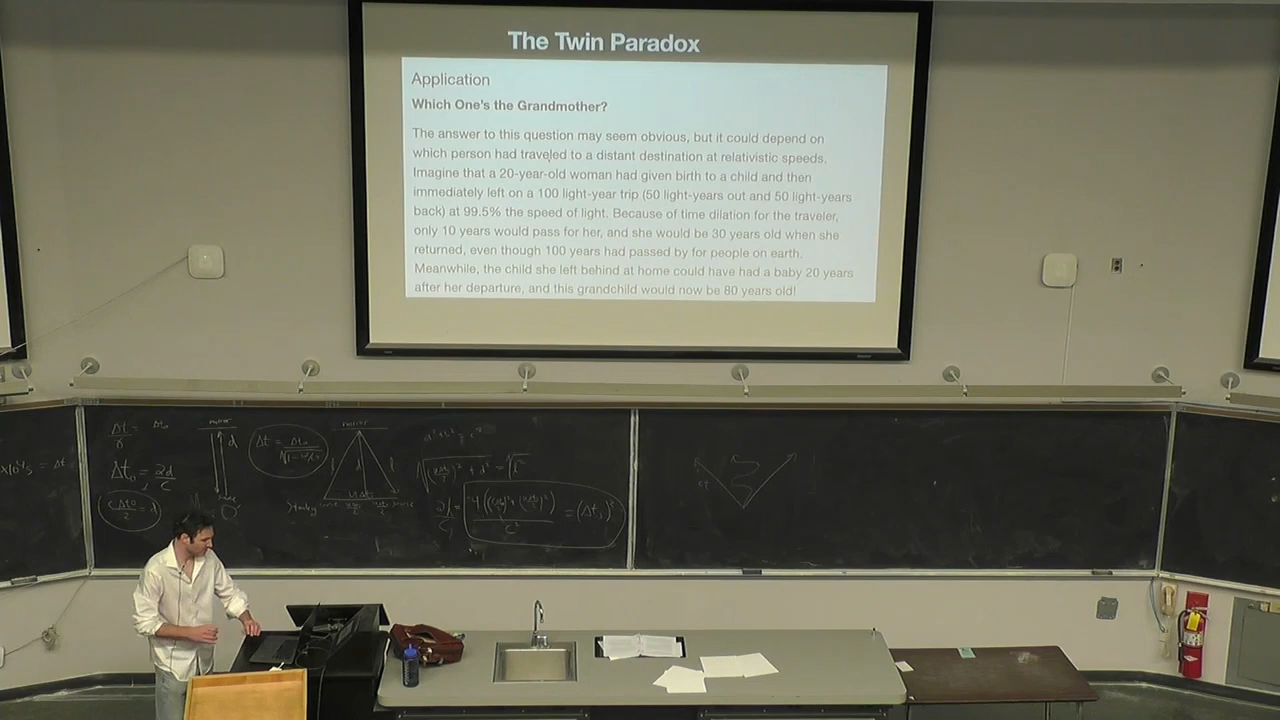 The Twin Paradox
Application
Which One's the Grandmother?
The answer to this question may seem obvious, but it could depend on
which person had traveled to a distant destination at relativistic speeds.
Imagine that a 20-year-old woman had given birth to a child and then
immediately left on a 100 light-year trip (50 light-years out and 50 light-years
back) at 99.5% the speed of light. Because of time dilation for the traveler,
only 10 years would pass for her, and she would be 30 years old when she
returned, even though 100 years had passed by for people on earth.
Meanwhile, the child she left behind at home could have had a baby 20 years
after her departure, and this grandchild would now be 80 years old!
Δt₀ = 2d/c
d